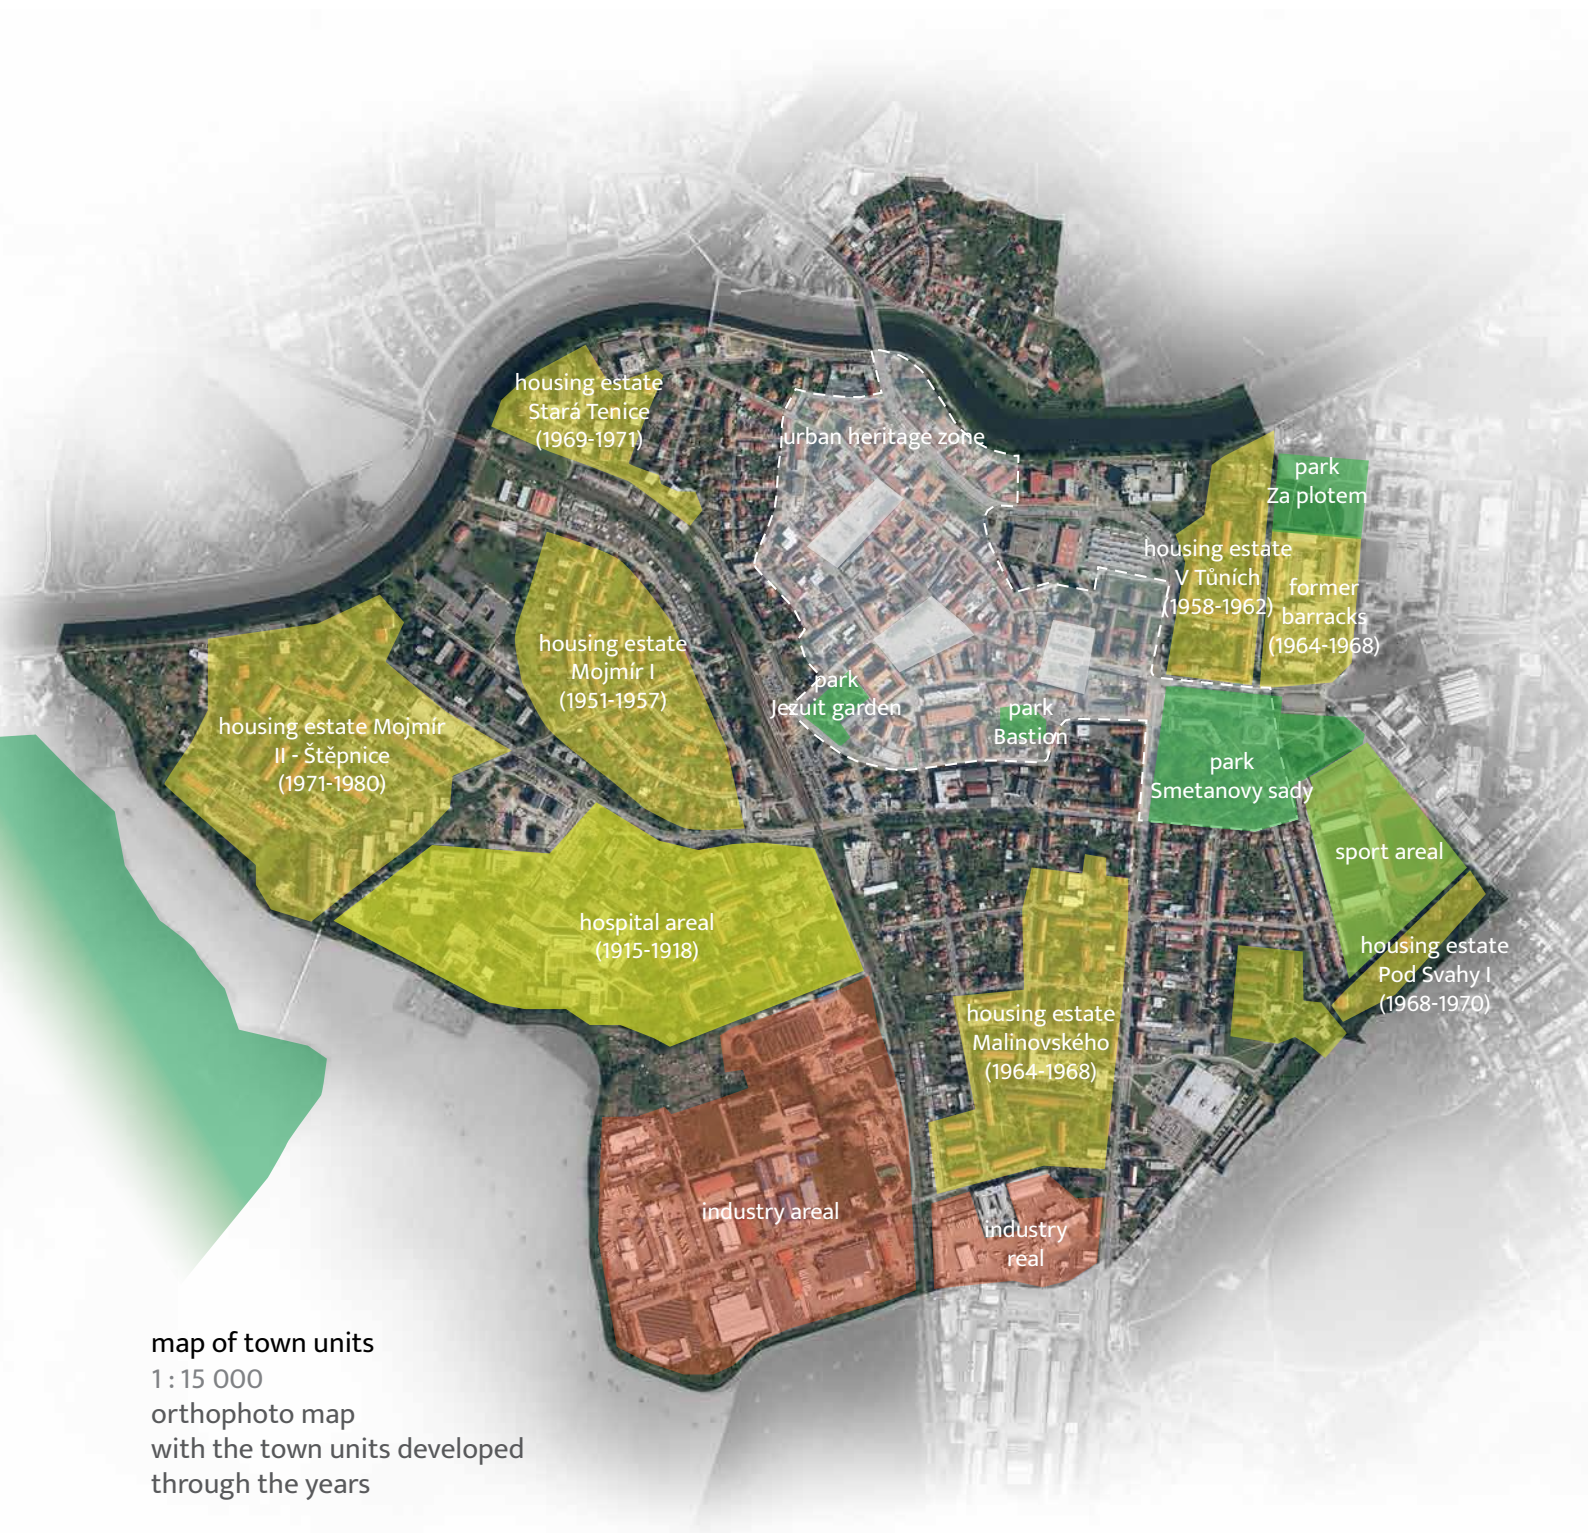 housing estate
Stará Tenice
(1969-1971)
urban heritage zone
park
Za plotem
housing estate
V Tůních
(1958-1962)
former
barracks
(1964-1968)
housing estate
Mojmír I
(1951-1957)
park
Jezuit garden
park
Bastion
housing estate Mojmír
II - Štěpnice
(1971-1980)
park
Smetanovy sady
sport areal
hospital areal
(1915-1918)
housing estate
Pod Svahy I
(1968-1970)
housing estate
Malinovského
(1964-1968)
industry areal
industry
real
map of town units
1 : 15 000
orthophoto map
with the town units developed
through the years